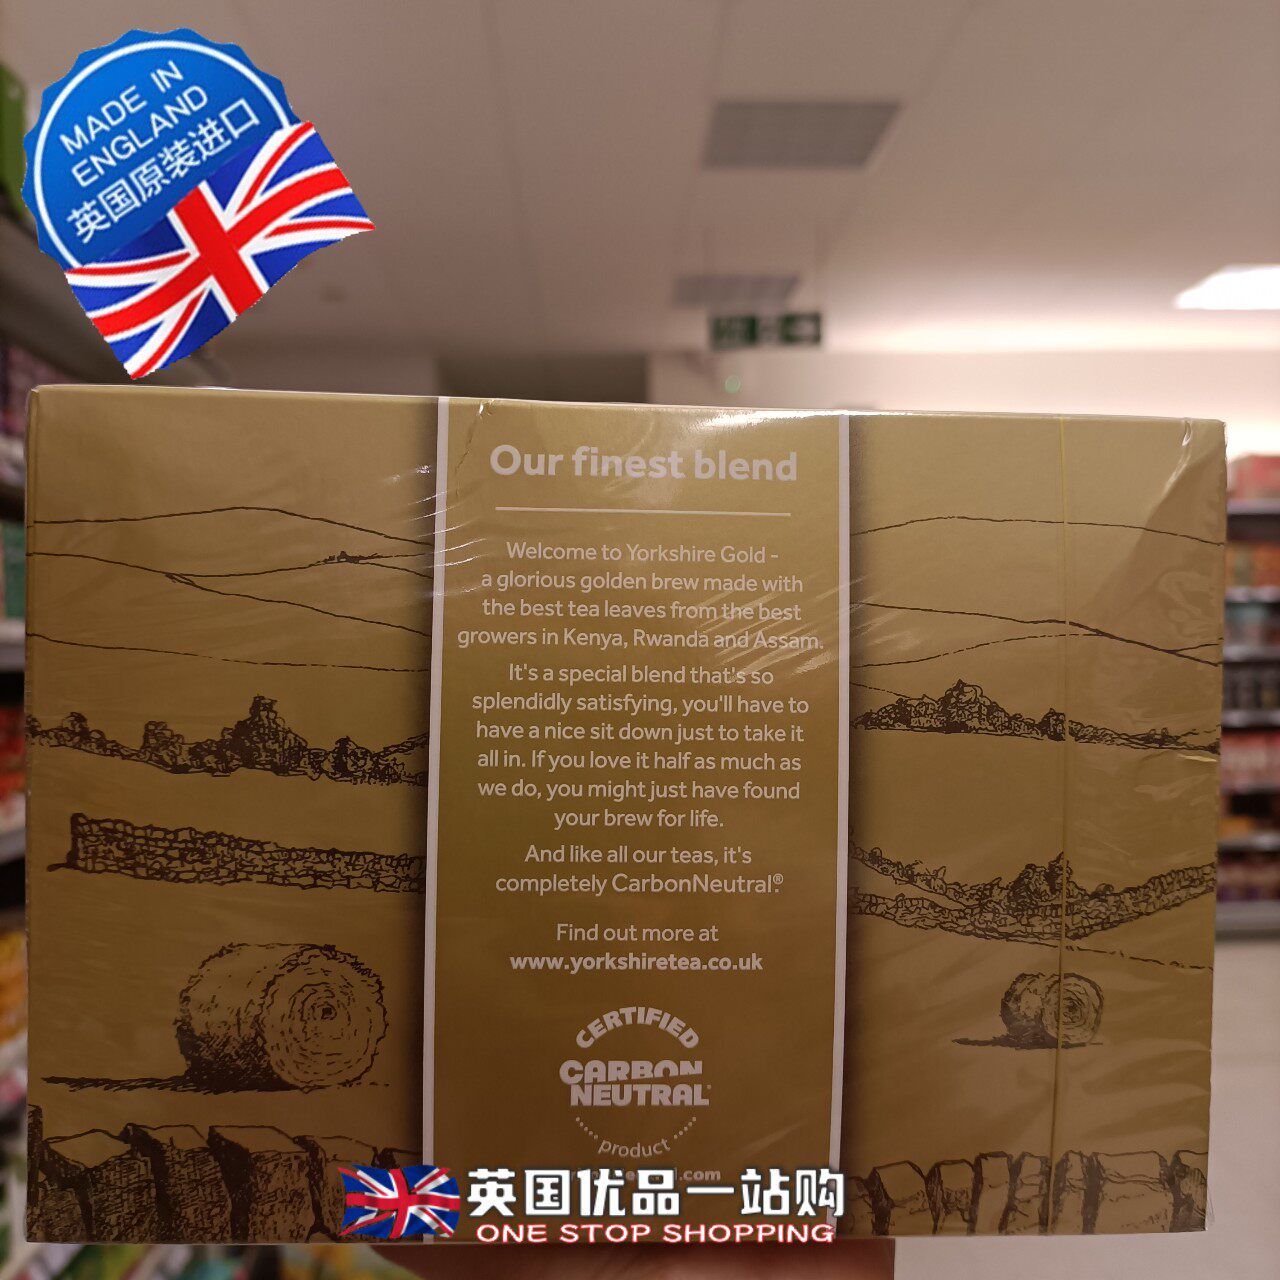 MADE IN
ENGLAND
英国原装进口
Our finest blend
Welcome to Yorkshire Gold -
a glorious golden brew made with
the best tea leaves from the best
growers in Kenya, Rwanda and Assam.
It's a special blend that's so
splendidly satisfying, you'll have to
have a nice sit down just to take it
all in. If you love it half as much as
we do, you might just have found
your brew for life.
And like all our teas, it's
completely CarbonNeutral®.
Find out more at
www.yorkshiretea.co.uk
CERTIFIED
CARBON
NEUTRAL
product
英国优品一站购
ONE STOP SHOPPING